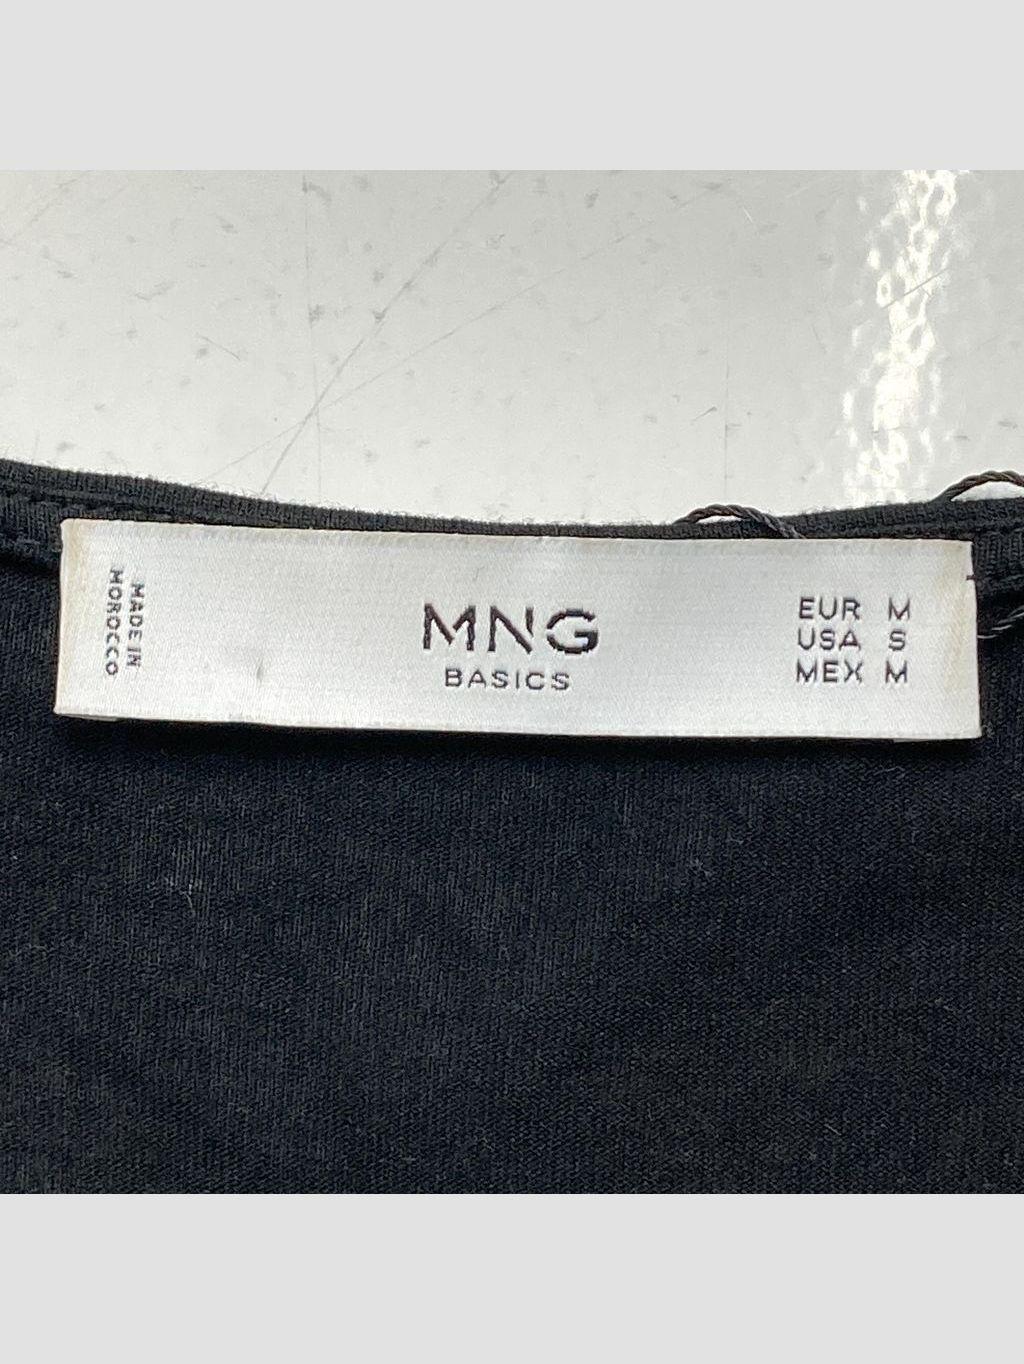 MADE IN
MOROCCO
MNG
BASICS
EUR M
USA S
MEX M